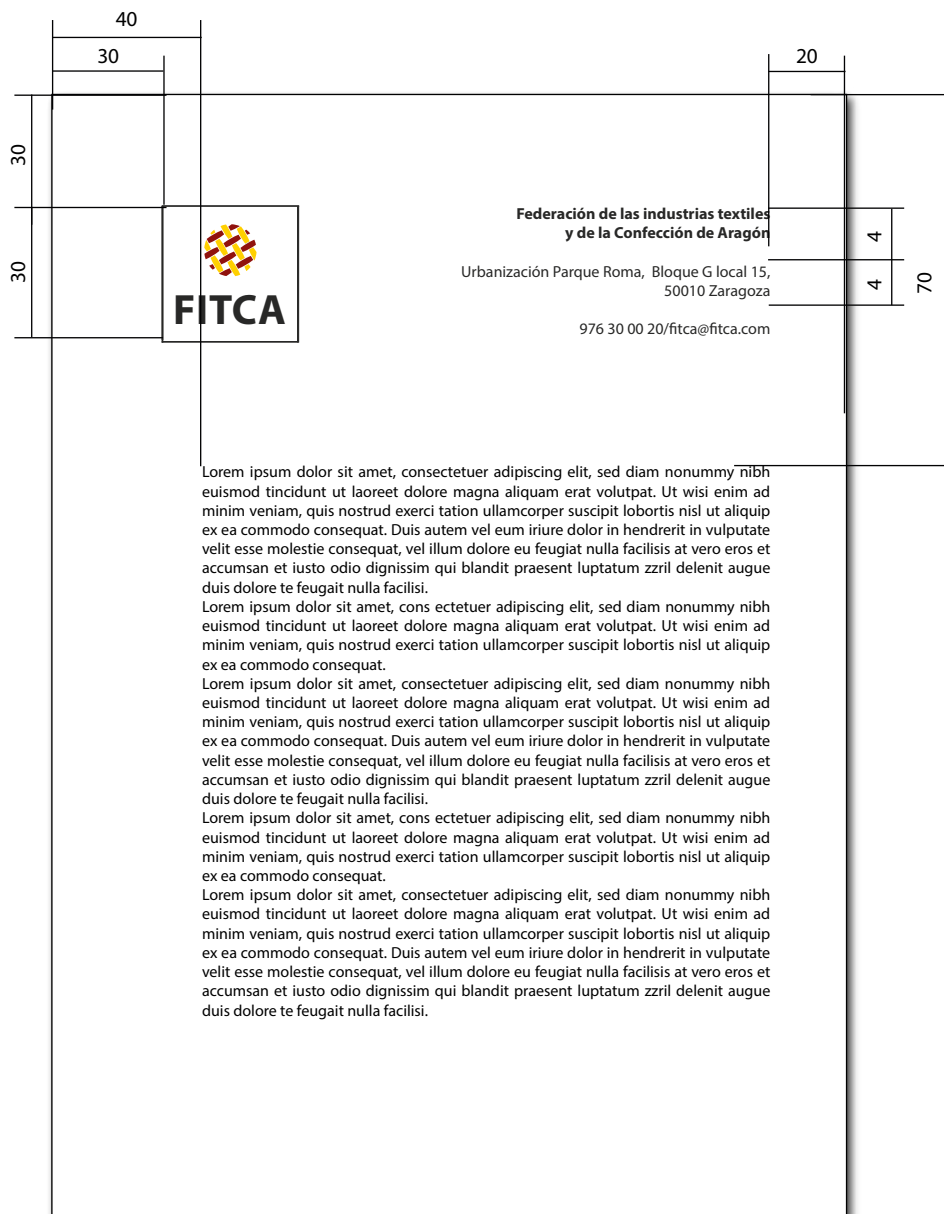 40
30
20
30
Federación de las industrias textiles
y de la Confección de Aragón
4
30
Urbanización Parque Roma, Bloque G local 15,
50010 Zaragoza
4
70
FITCA
976 30 00 20/fitca@fitca.com
Lorem ipsum dolor sit amet, consectetuer adipiscing elit, sed diam nonummy nibh
euismod tincidunt ut laoreet dolore magna aliquam erat volutpat. Ut wisi enim ad
minim veniam, quis nostrud exerci tation ullamcorper suscipit lobortis nisl ut aliquip
ex ea commodo consequat. Duis autem vel eum iriure dolor in hendrerit in vulputate
velit esse molestie consequat, vel illum dolore eu feugiat nulla facilisis at vero eros et
accumsan et iusto odio dignissim qui blandit praesent luptatum zzril delenit augue
duis dolore te feugait nulla facilisi.
Lorem ipsum dolor sit amet, cons ectetuer adipiscing elit, sed diam nonummy nibh
euismod tincidunt ut laoreet dolore magna aliquam erat volutpat. Ut wisi enim ad
minim veniam, quis nostrud exerci tation ullamcorper suscipit lobortis nisl ut aliquip
ex ea commodo consequat.
Lorem ipsum dolor sit amet, consectetuer adipiscing elit, sed diam nonummy nibh
euismod tincidunt ut laoreet dolore magna aliquam erat volutpat. Ut wisi enim ad
minim veniam, quis nostrud exerci tation ullamcorper suscipit lobortis nisl ut aliquip
ex ea commodo consequat. Duis autem vel eum iriure dolor in hendrerit in vulputate
velit esse molestie consequat, vel illum dolore eu feugiat nulla facilisis at vero eros et
accumsan et iusto odio dignissim qui blandit praesent luptatum zzril delenit augue
duis dolore te feugait nulla facilisi.
Lorem ipsum dolor sit amet, cons ectetuer adipiscing elit, sed diam nonummy nibh
euismod tincidunt ut laoreet dolore magna aliquam erat volutpat. Ut wisi enim ad
minim veniam, quis nostrud exerci tation ullamcorper suscipit lobortis nisl ut aliquip
ex ea commodo consequat.
Lorem ipsum dolor sit amet, consectetuer adipiscing elit, sed diam nonummy nibh
euismod tincidunt ut laoreet dolore magna aliquam erat volutpat. Ut wisi enim ad
minim veniam, quis nostrud exerci tation ullamcorper suscipit lobortis nisl ut aliquip
ex ea commodo consequat. Duis autem vel eum iriure dolor in hendrerit in vulputate
velit esse molestie consequat, vel illum dolore eu feugiat nulla facilisis at vero eros et
accumsan et iusto odio dignissim qui blandit praesent luptatum zzril delenit augue
duis dolore te feugait nulla facilisi.